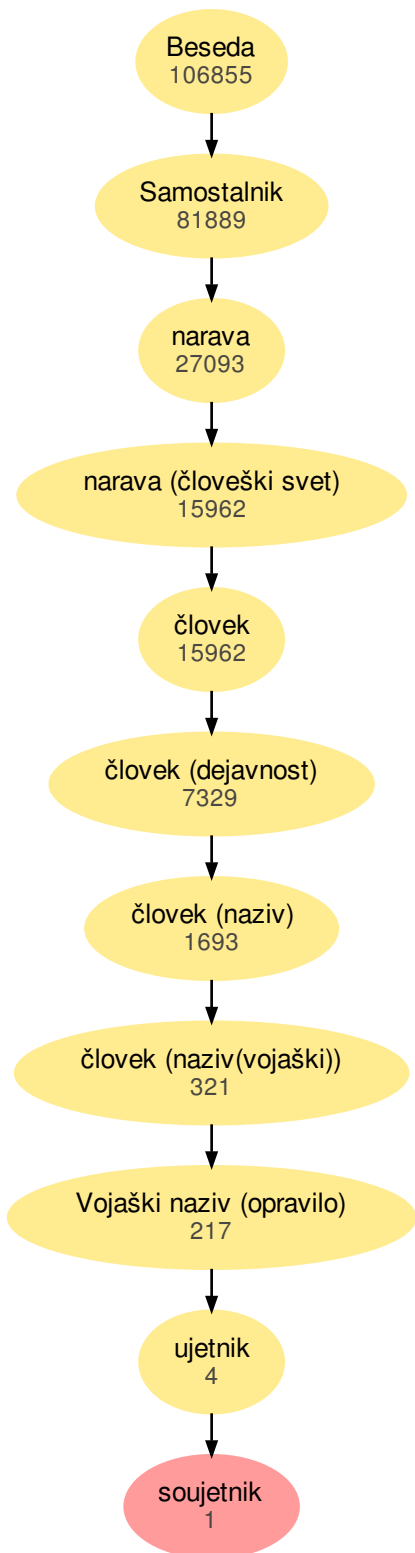 Beseda
106855
Samostalnik
81889
narava
27093
narava (človeški svet)
15962
človek
15962
človek (dejavnost)
7329
človek (naziv)
1693
človek (naziv(vojaški))
321
Vojaški naziv (opravilo)
217
ujetnik
4
soujetnik
1